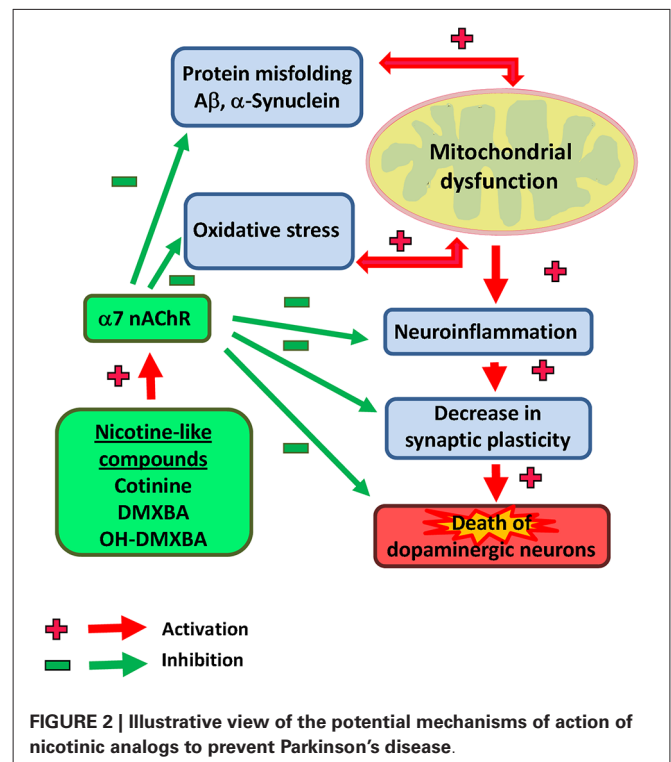 Protein misfolding
Aβ, α-Synuclein
Mitochondrial
dysfunction
Oxidative stress
α7 nAChR
Neuroinflammation
Nicotine-like
compounds
Cotinine
DMXBA
OH-DMXBA
Decrease in
synaptic plasticity
Death of
dopaminergic neurons
Activation
Inhibition
FIGURE 2 | Illustrative view of the potential mechanisms of action of
nicotinic analogs to prevent Parkinson's disease.